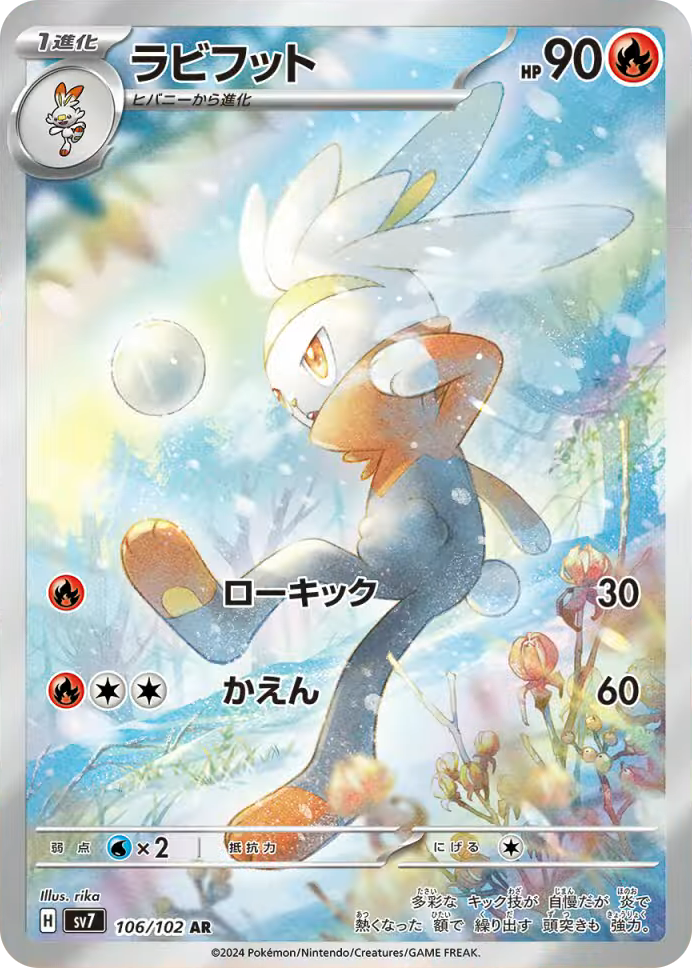 1進化
ラビフット
HP 90
ヒバニーから進化
ローキック 30
かえん 60
弱点 ×2 抵抗力 にげる
Illus. rika
多彩な キック技が 自慢だが 炎で
熱くなった 額で 繰り出す 頭突きも 強力。
H sv7 106/102 AR
©2024 Pokémon/Nintendo/Creatures/GAME FREAK.